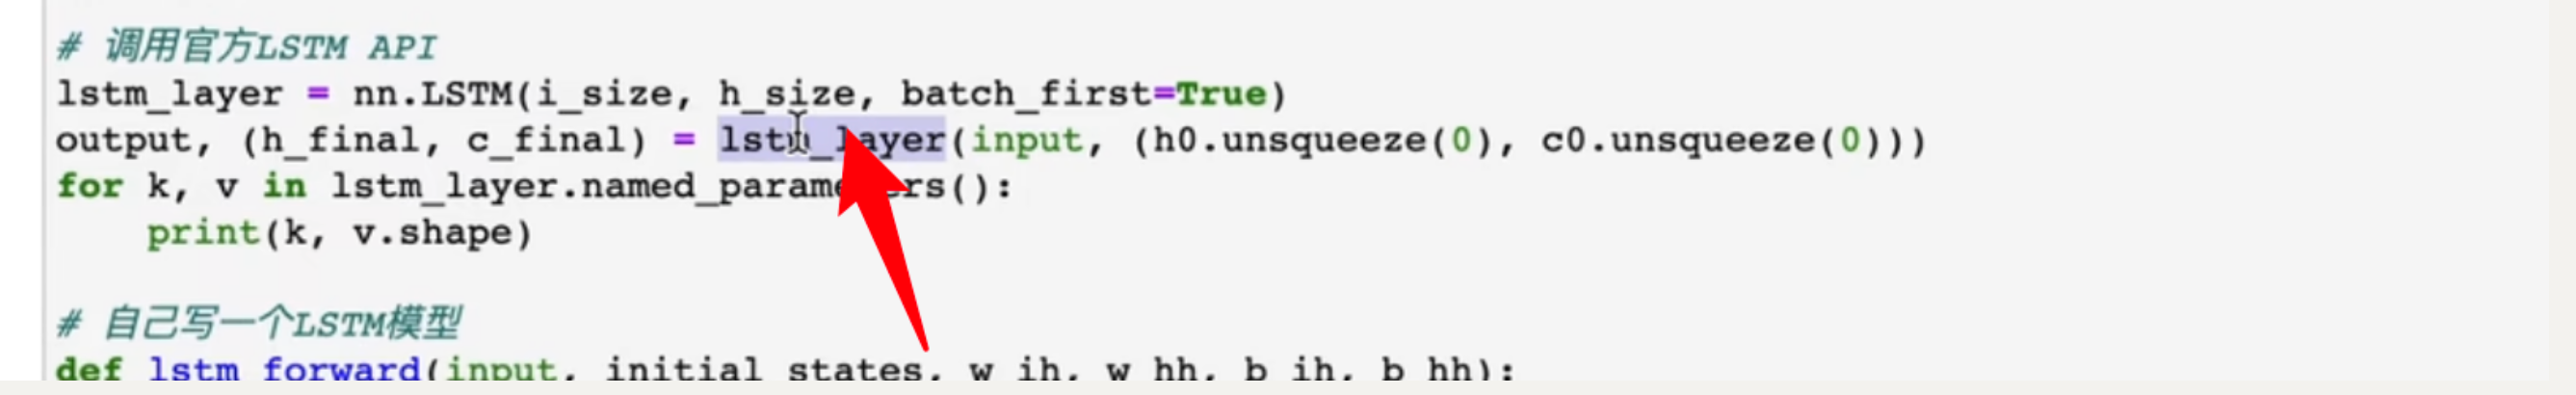 # 调用官方LSTM API
lstm_layer = nn.LSTM(i_size, h_size, batch_first=True)
output, (h_final, c_final) = lstm_layer(input, (h0.unsqueeze(0), c0.unsqueeze(0)))
for k, v in lstm_layer.named_parameters():
    print(k, v.shape)
# 自己写一个LSTM模型
def lstm_forward(input, initial_states, w_ih, w_hh, b_ih, b_hh):